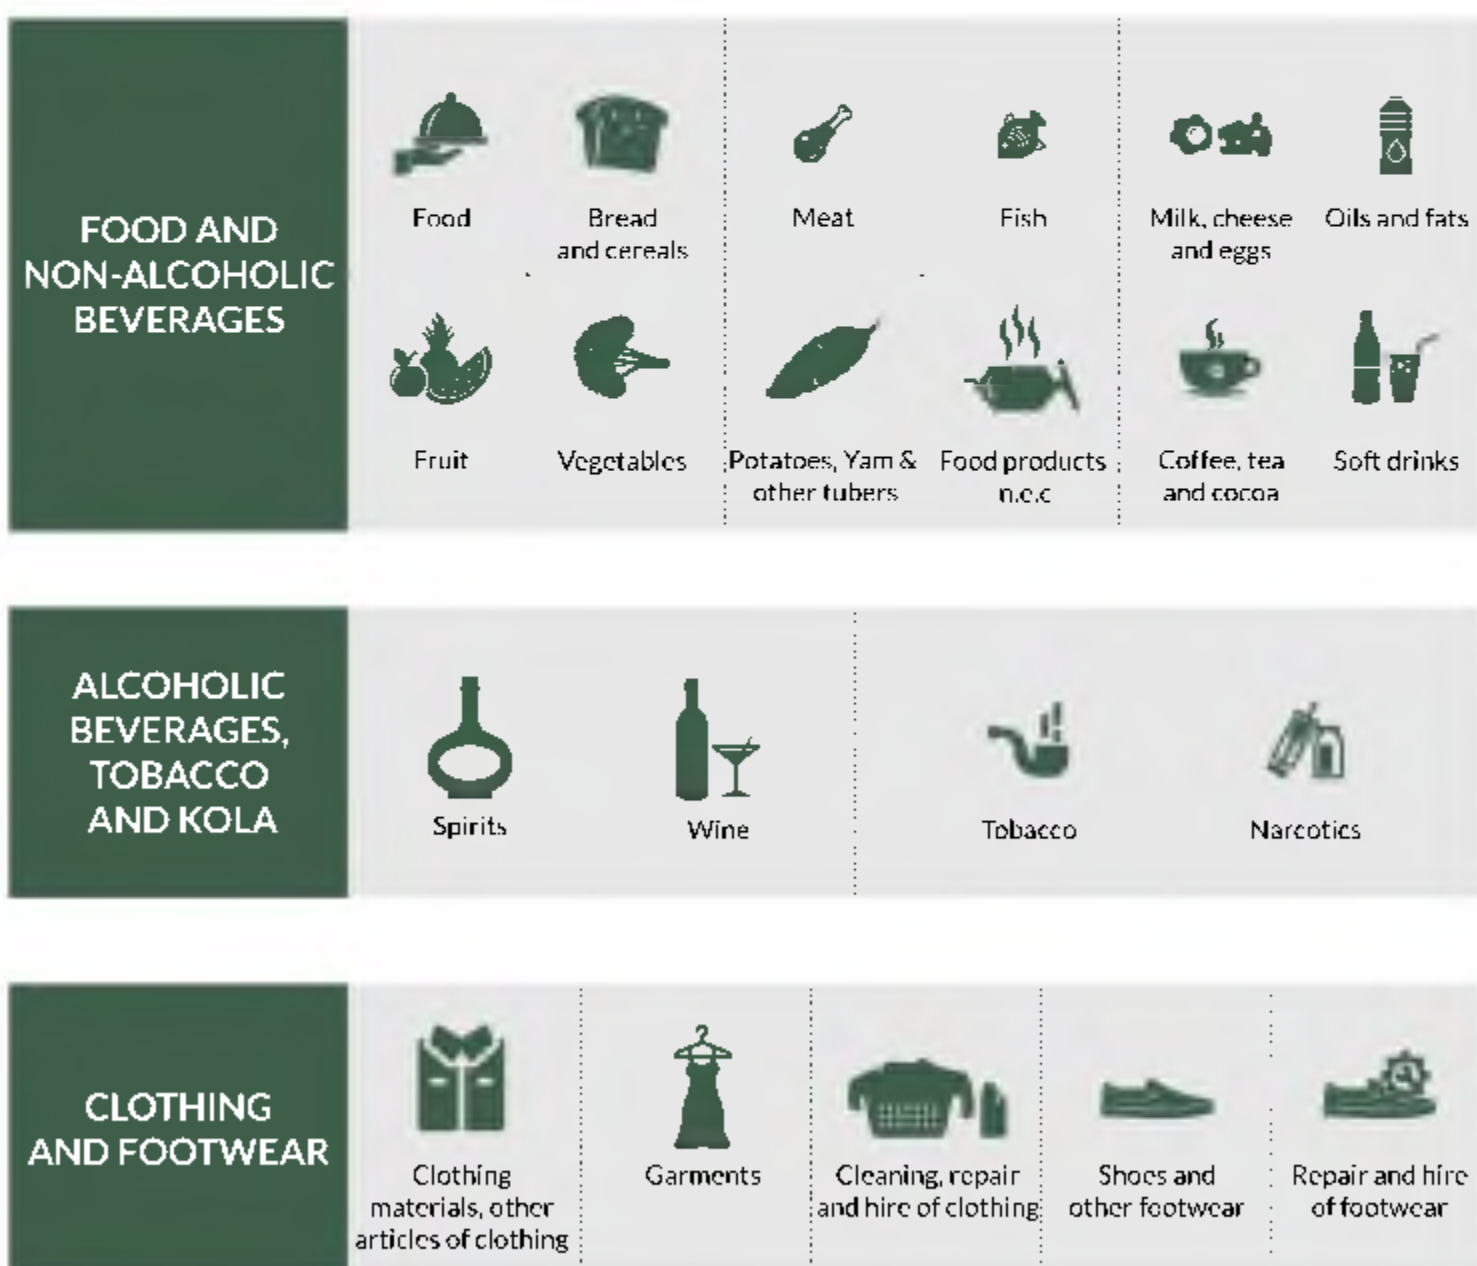 FOOD AND
NON-ALCOHOLIC
BEVERAGES
Food
Bread
and cereals
Meat
Fish
Milk, cheese
and eggs
Oils and fats
Fruit
Vegetables
Potatoes, Yam &
other tubers
Food products
n.e.c
Coffee, tea
and cocoa
Soft drinks
ALCOHOLIC
BEVERAGES,
TOBACCO
AND KOLA
Spirits
Wine
Tobacco
Narcotics
CLOTHING
AND FOOTWEAR
Clothing
materials, other
articles of clothing
Garments
Cleaning, repair
and hire of clothing
Shoes and
other footwear
Repair and hire
of footwear